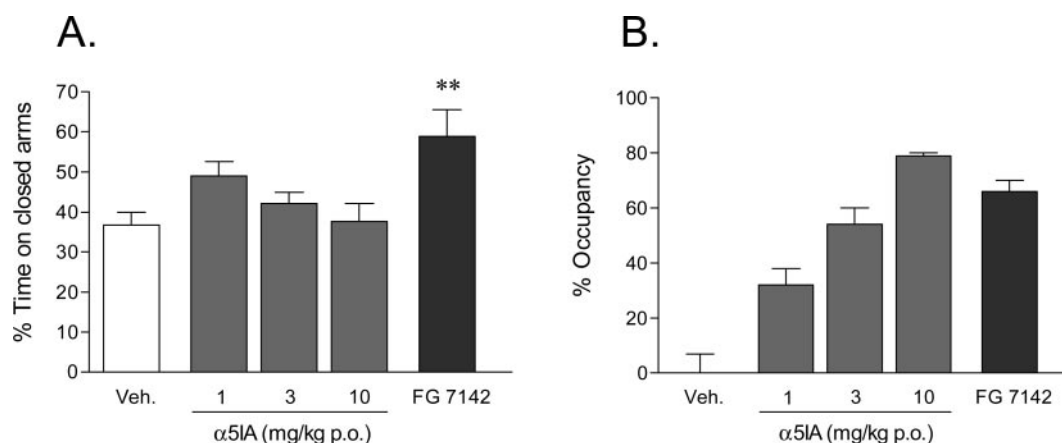 A.
% Time on closed arms
70
60
50
40
30
20
10
0
**
Veh.
1
3
10
FG 7142
α5IA (mg/kg p.o.)
B.
% Occupancy
100
80
60
40
20
0
Veh.
1
3
10
FG 7142
α5IA (mg/kg p.o.)